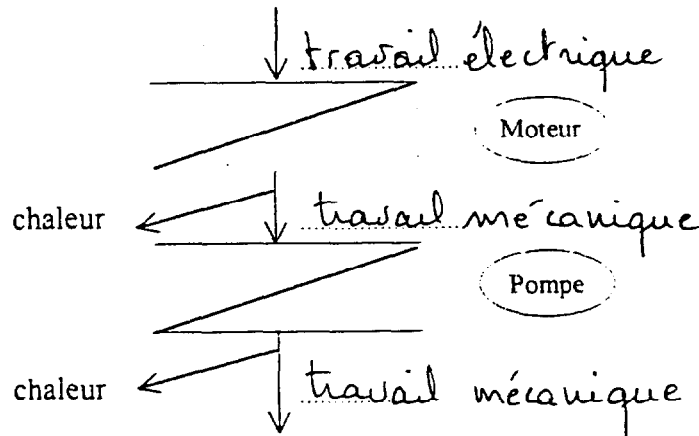 travail électrique
Moteur
chaleur travail mécanique
Pompe
chaleur travail mécanique